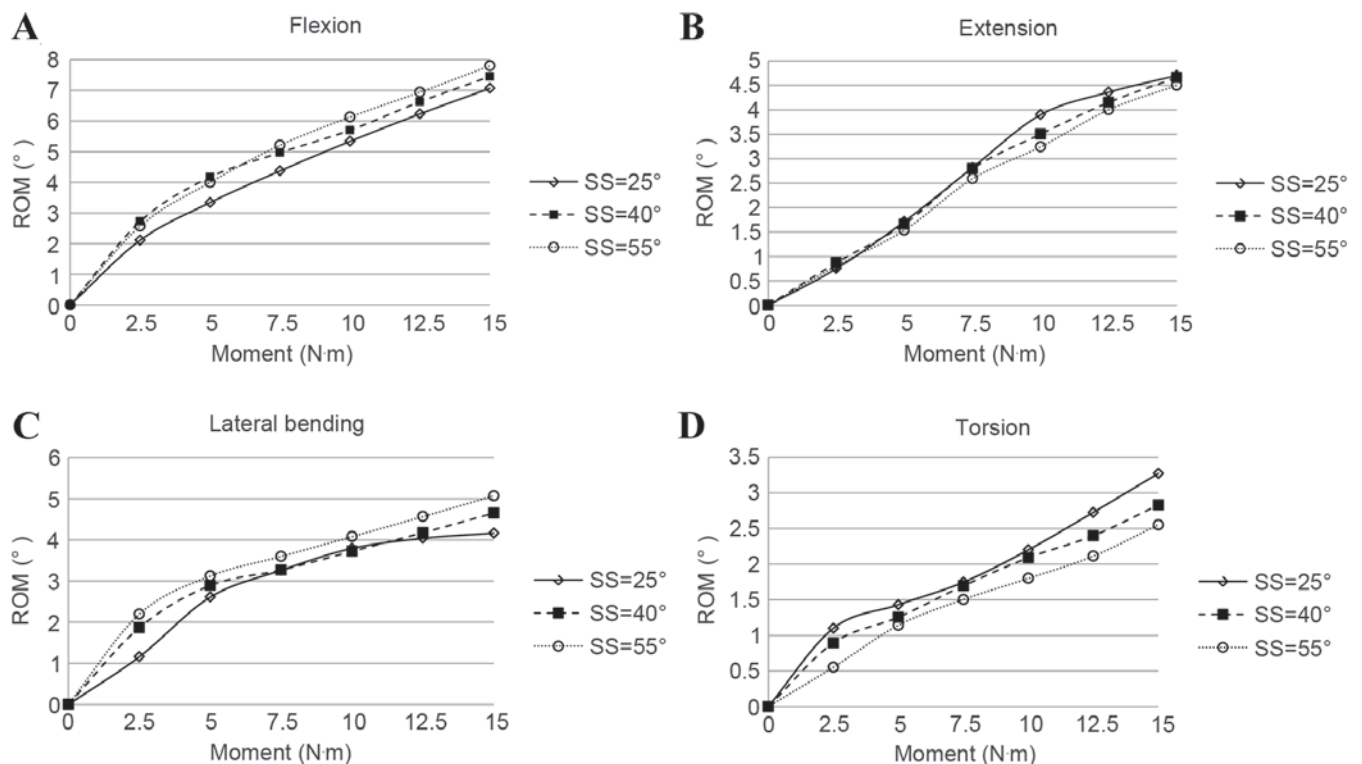 A
Flexion
ROM (°)
8
7
6
5
4
3
2
1
0
0 2.5 5 7.5 10 12.5 15
Moment (N·m)
SS=25°
SS=40°
SS=55°
B
Extension
ROM (°)
5
4.5
4
3.5
3
2.5
2
1.5
1
0.5
0
0 2.5 5 7.5 10 12.5 15
Moment (N·m)
SS=25°
SS=40°
SS=55°
C
Lateral bending
ROM (°)
6
5
4
3
2
1
0
0 2.5 5 7.5 10 12.5 15
Moment (N·m)
SS=25°
SS=40°
SS=55°
D
Torsion
ROM (°)
3.5
3
2.5
2
1.5
1
0.5
0
0 2.5 5 7.5 10 12.5 15
Moment (N·m)
SS=25°
SS=40°
SS=55°